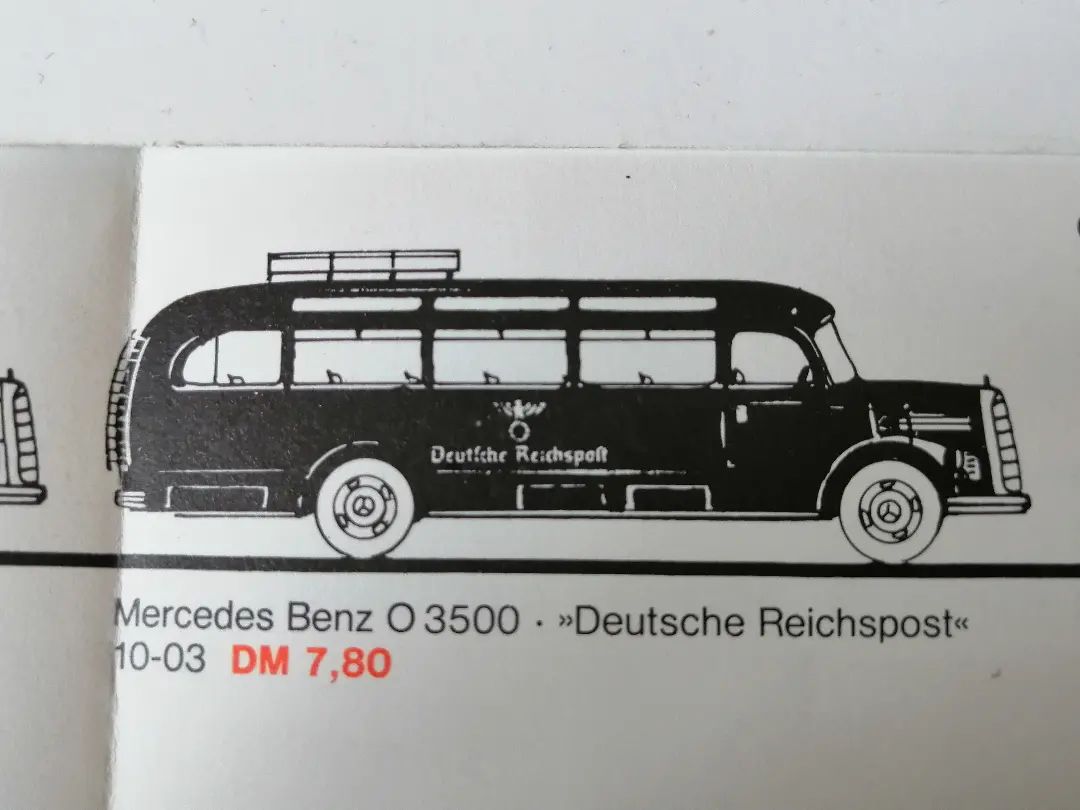 Deutsche Reichspost
Mercedes Benz O 3500 · »Deutsche Reichspost«
10-03 DM 7,80